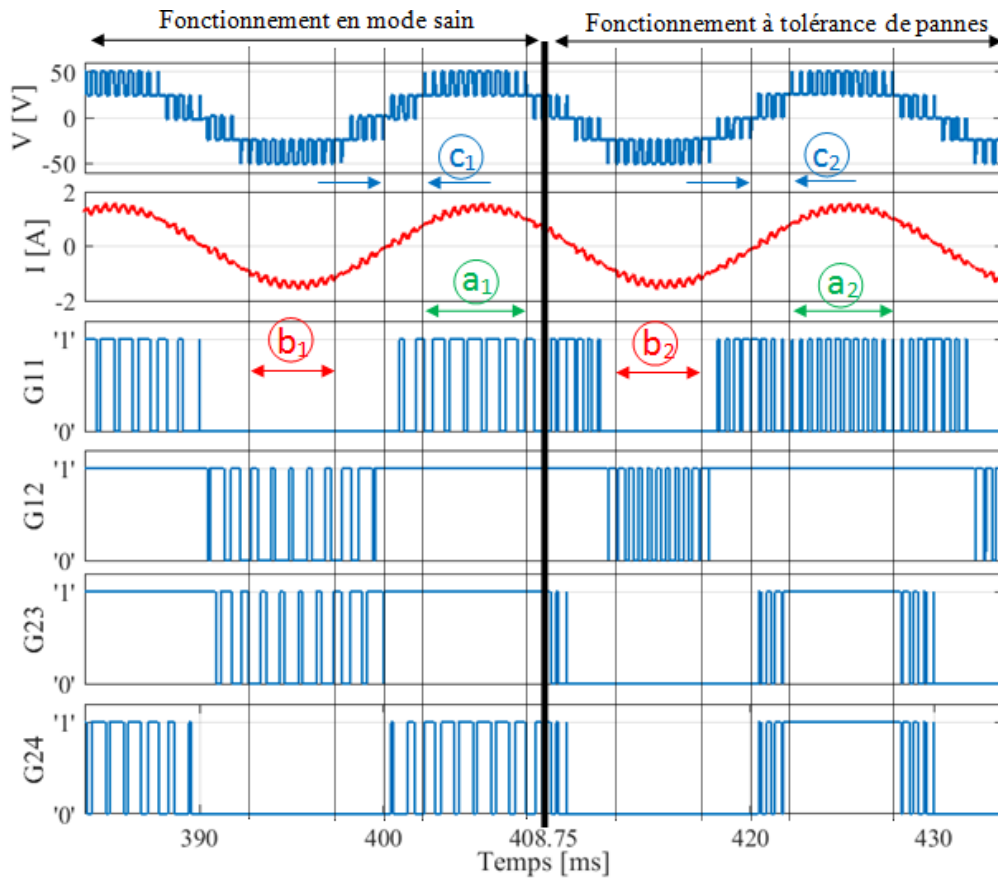 Fonctionnement en mode sain
Fonctionnement à tolérance de pannes
V [V]
50
0
-50
c1
c2
I [A]
2
0
-2
a1
a2
b1
b2
G11
'1'
'0'
G12
'1'
'0'
G23
'1'
'0'
G24
'1'
'0'
390
400
408.75
420
430
Temps [ms]